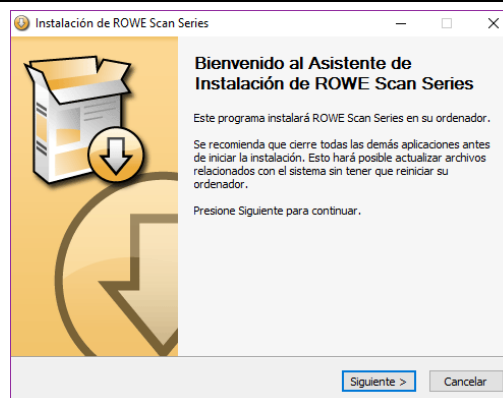 Instalación de ROWE Scan Series
Bienvenido al Asistente de
Instalación de ROWE Scan Series
Este programa instalará ROWE Scan Series en su ordenador.
Se recomienda que cierre todas las demás aplicaciones antes
de iniciar la instalación. Esto hará posible actualizar archivos
relacionados con el sistema sin tener que reiniciar su
ordenador.
Presione Siguiente para continuar.
Siguiente >
Cancelar